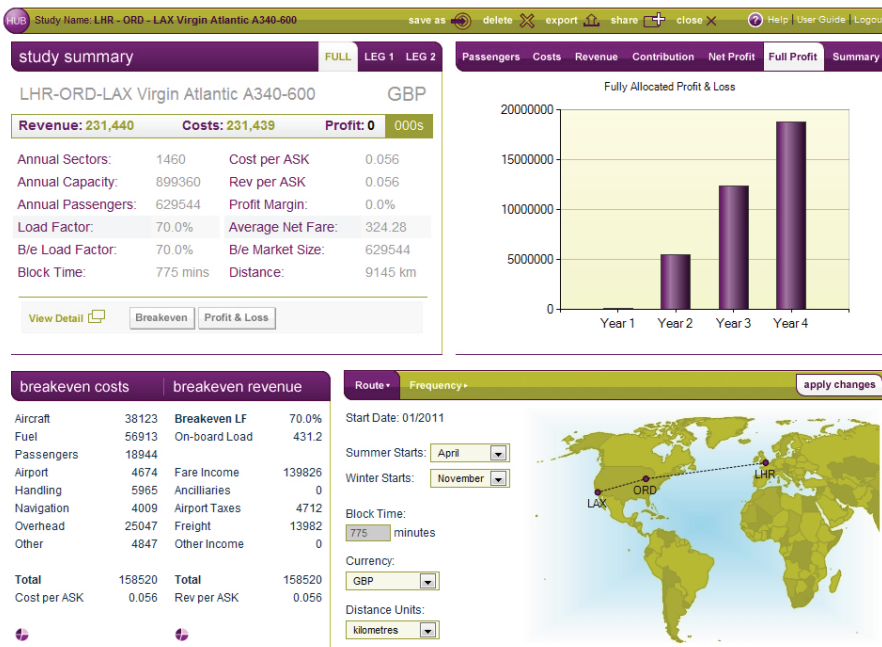 HUB Study Name: LHR - ORD - LAX Virgin Atlantic A340-600 save as delete export share close ? Help | User Guide | Logou
study summary FULL LEG 1 LEG 2
LHR-ORD-LAX Virgin Atlantic A340-600 GBP
Revenue: 231,440 Costs: 231,439 Profit: 0 000s
Annual Sectors: 1460 Cost per ASK 0.056
Annual Capacity: 899360 Rev per ASK 0.056
Annual Passengers: 629544 Profit Margin: 0.0%
Load Factor: 70.0% Average Net Fare: 324.28
B/e Load Factor: 70.0% B/e Market Size: 629544
Block Time: 775 mins Distance: 9145 km
View Detail Breakeven Profit & Loss
Passengers Costs Revenue Contribution Net Profit Full Profit Summary
Fully Allocated Profit & Loss
20000000
15000000
10000000
5000000
0
Year 1 Year 2 Year 3 Year 4
breakeven costs breakeven revenue
Aircraft 38123 Breakeven LF 70.0%
Fuel 56913 On-board Load 431.2
Passengers 18944
Airport 4674 Fare Income 139826
Handling 5965 Ancilliaries 0
Navigation 4009 Airport Taxes 4712
Overhead 25047 Freight 13982
Other 4847 Other Income 0
Total 158520 Total 158520
Cost per ASK 0.056 Rev per ASK 0.056
Route Frequency apply changes
Start Date: 01/2011
Summer Starts: April
Winter Starts: November
Block Time:
775 minutes
Currency:
GBP
Distance Units:
kilometres
LHR
ORD
LAX